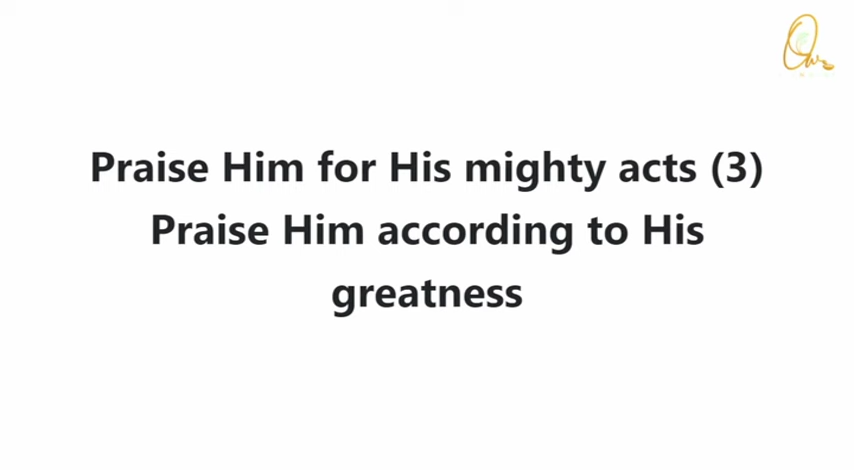 Praise Him for His mighty acts (3)
Praise Him according to His
greatness